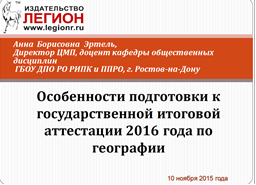 ИЗДАТЕЛЬСТВО
ЛЕГИОН
www.legionr.ru
Анна Борисовна Эртель,
Директор ЦМП, доцент кафедры общественных
дисциплин
ГБОУ ДПО РО РИПК и ППРО, г. Ростов-на-Дону
Особенности подготовки к
государственной итоговой
аттестации 2016 года по
географии
10 ноября 2015 года